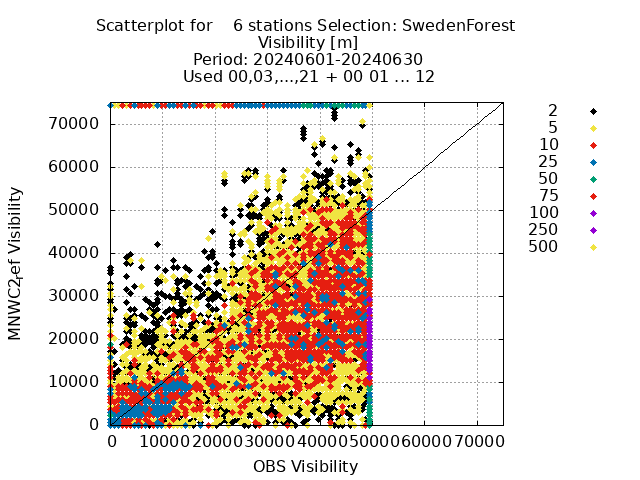 Scatterplot for 6 stations Selection: SwedenForest
Visibility [m]
Period: 20240601-20240630
Used 00,03,...,21 + 00 01 ... 12
2
5
10
25
50
75
100
250
500
70000
60000
50000
40000
30000
20000
10000
0
MNWC2ref Visibility
0 10000 20000 30000 40000 50000 60000 70000
OBS Visibility